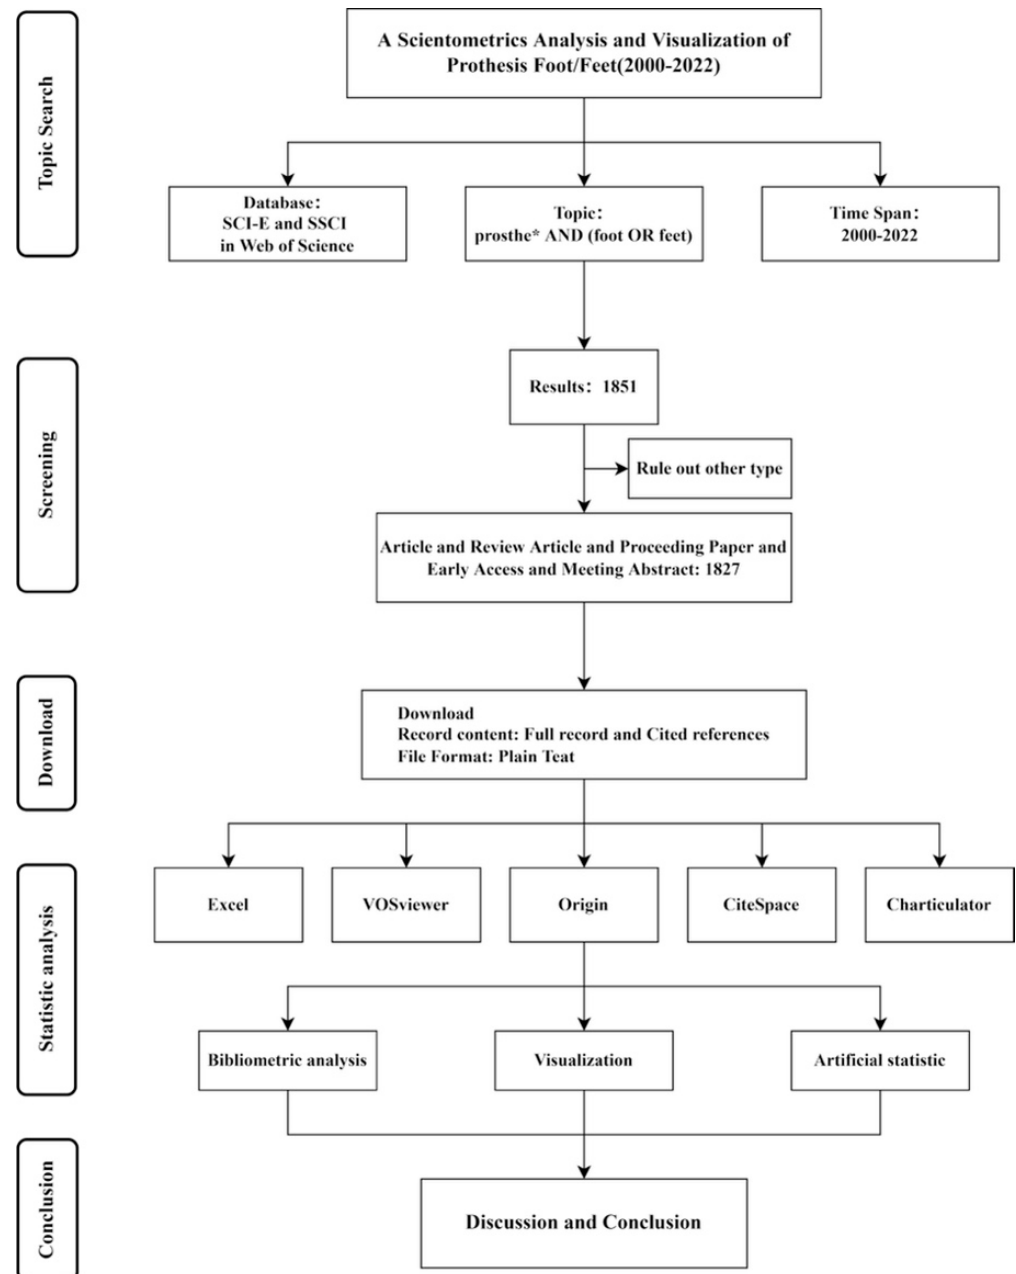 Topic Search
A Scientometrics Analysis and Visualization of
Prothesis Foot/Feet(2000-2022)
Database:
SCI-E and SSCI
in Web of Science
Topic:
prosthe* AND (foot OR feet)
Time Span:
2000-2022
Screening
Results: 1851
Rule out other type
Article and Review Article and Proceeding Paper and
Early Access and Meeting Abstract: 1827
Download
Download
Record content: Full record and Cited references
File Format: Plain Teat
Statistic analysis
Excel
VOSviewer
Origin
CiteSpace
Charticulator
Bibliometric analysis
Visualization
Artificial statistic
Conclusion
Discussion and Conclusion